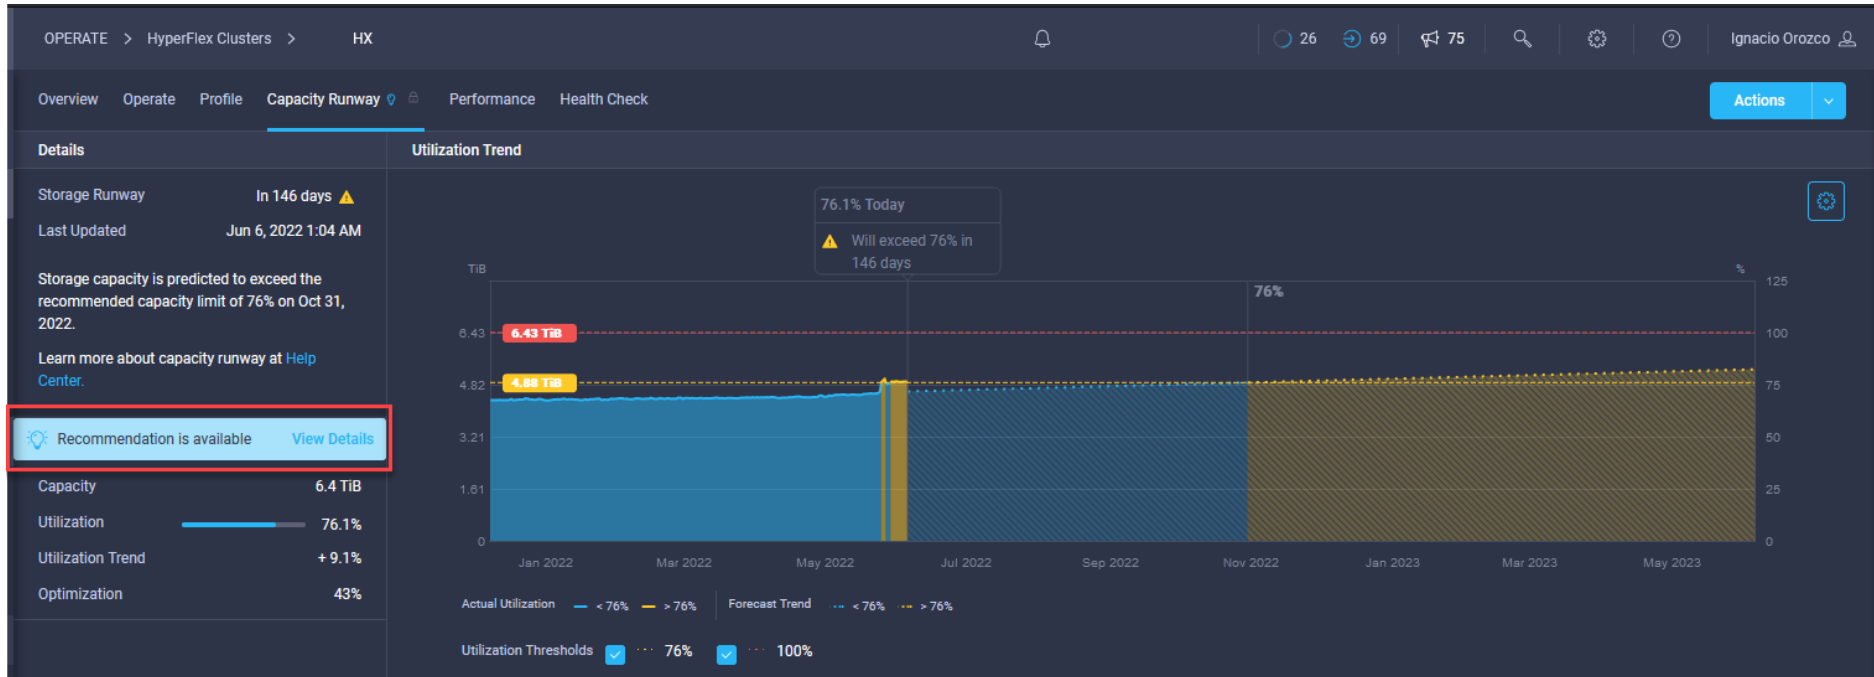 OPERATE > HyperFlex Clusters > HX
26 69 75 Ignacio Orozco
Overview Operate Profile Capacity Runway Performance Health Check Actions
Details
Storage Runway In 146 days
Last Updated Jun 6, 2022 1:04 AM
Storage capacity is predicted to exceed the
recommended capacity limit of 76% on Oct 31,
2022.
Learn more about capacity runway at Help
Center.
Recommendation is available View Details
Capacity 6.4 TiB
Utilization 76.1%
Utilization Trend + 9.1%
Optimization 43%
Utilization Trend
76.1% Today
Will exceed 76% in
146 days
TiB %
76%
125
6.43 6.43 TiB 100
4.82 4.88 TiB 75
3.21 50
1.61 25
0 0
Jan 2022 Mar 2022 May 2022 Jul 2022 Sep 2022 Nov 2022 Jan 2023 Mar 2023 May 2023
Actual Utilization < 76% > 76% Forecast Trend < 76% > 76%
Utilization Thresholds 76% 100%